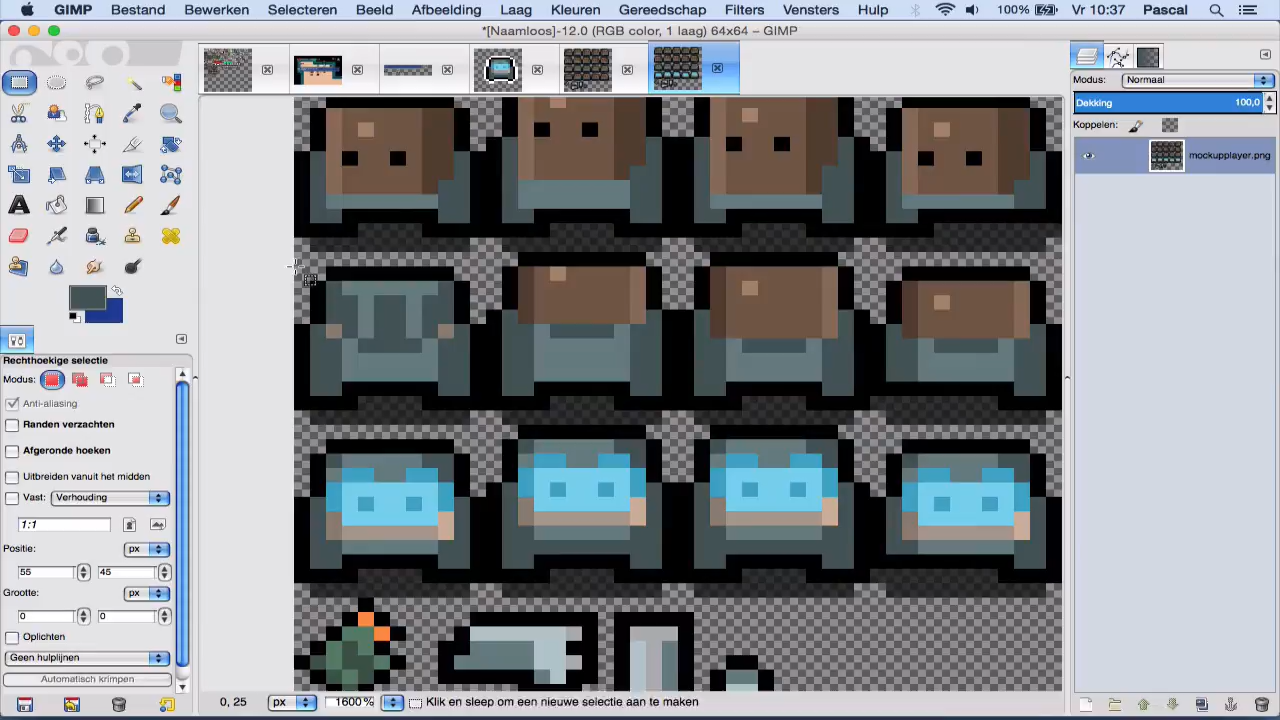 GIMP Bestand Bewerken Selecteren Beeld Afbeelding Laag Kleuren Gereedschap Filters Vensters Hulp 100% Vr 10:37 Pascal
*[Naamloos]-12.0 (RGB color, 1 laag) 64x64 – GIMP
Modus: Normaal
Dekking 100,0
Koppelen:
mockupplayer.png
Rechthoekige selectie
Modus:
Anti-aliasing
Randen verzachten
Afgeronde hoeken
Uitbreiden vanuit het midden
Vast: Verhouding
1:1
Positie: px
55 45
Grootte: px
0 0
Oplichten
Geen hulplijnen
Automatisch krimpen
0, 25 px 1600% Klik en sleep om een nieuwe selectie aan te maken